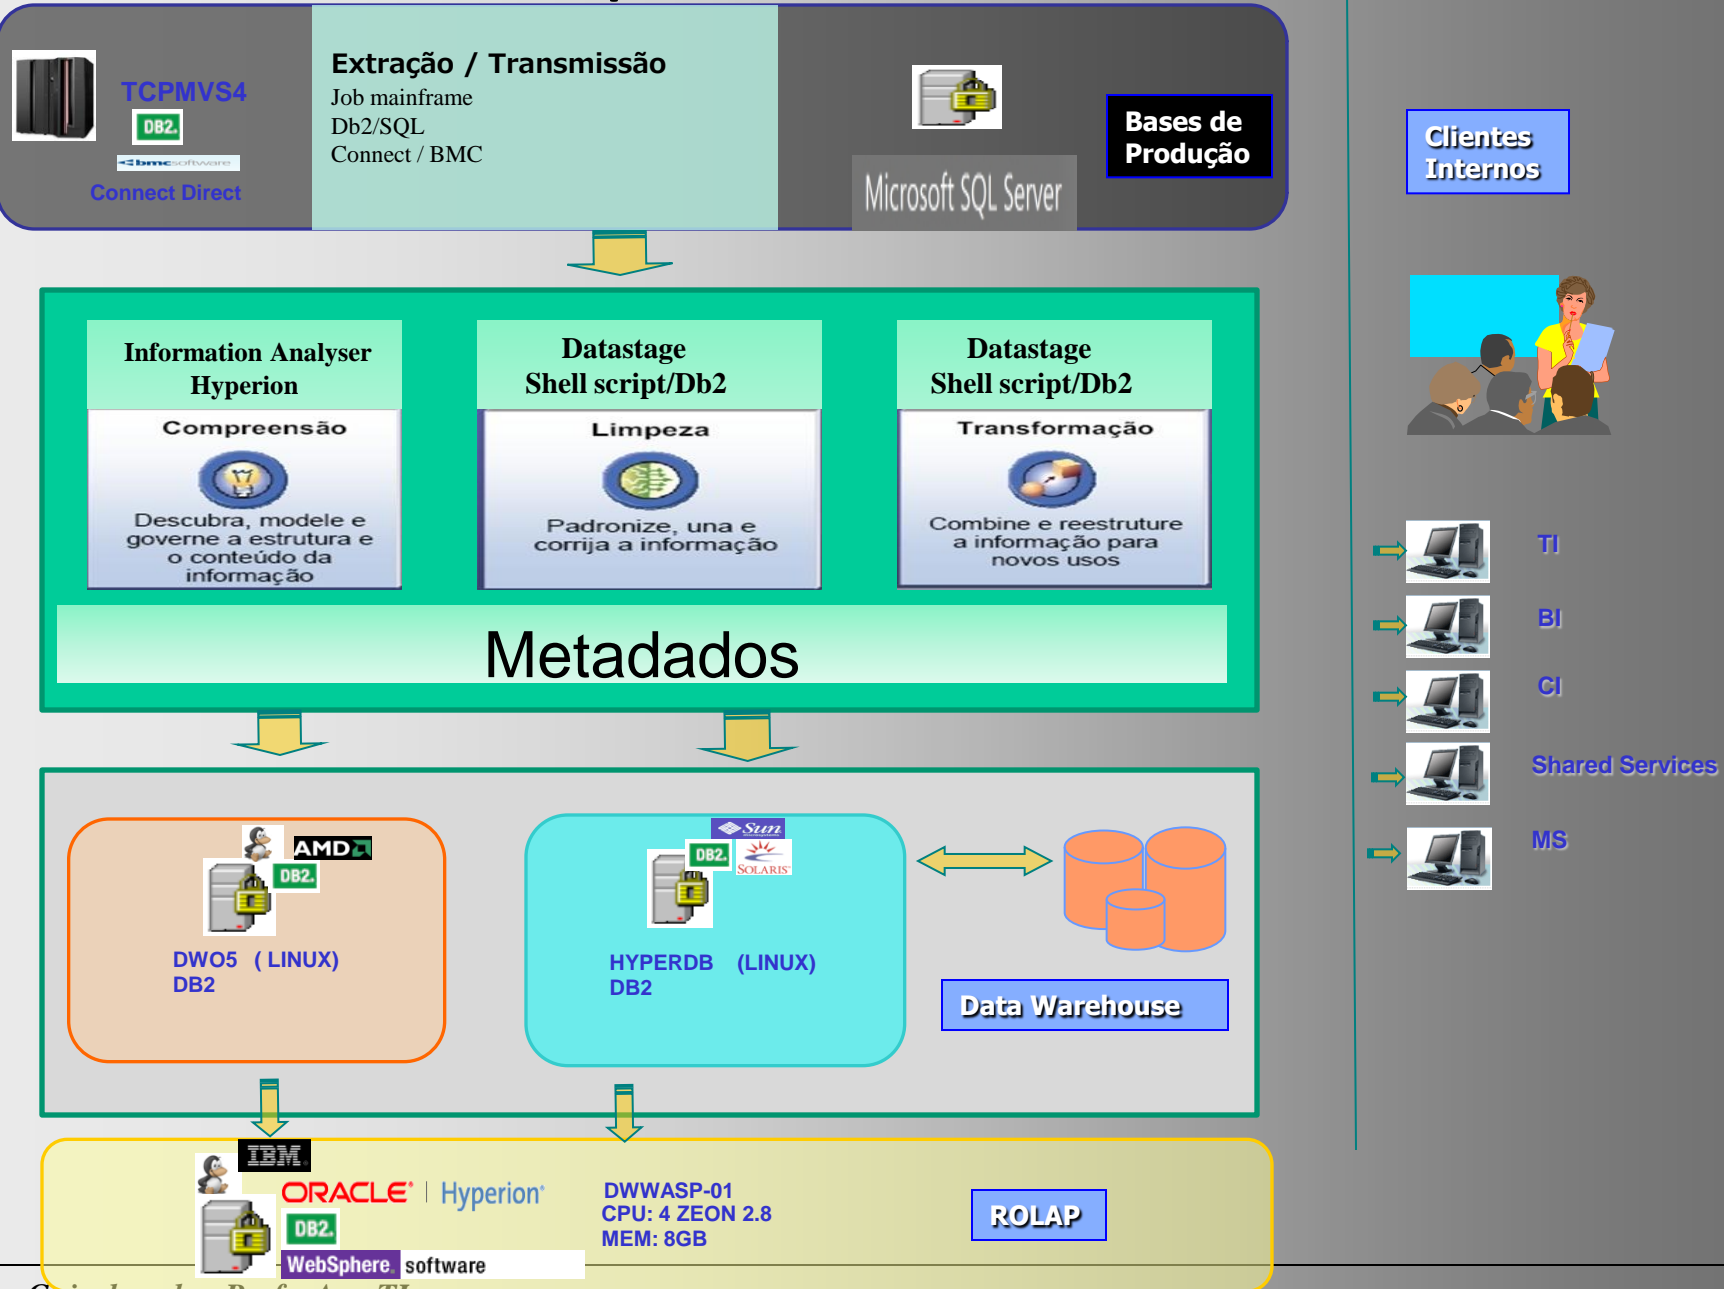 TCPMVS4
DB2.
bmcsoftware
Connect Direct
Extração / Transmissão
Job mainframe
Db2/SQL
Connect / BMC
Microsoft SQL Server
Bases de
Produção
Clientes
Internos
Information Analyser
Hyperion
Compreensão
Descubra, modele e
governe a estrutura e
o conteúdo da
informação
Datastage
Shell script/Db2
Limpeza
Padronize, una e
corrija a informação
Datastage
Shell script/Db2
Transformação
Combine e reestruture
a informação para
novos usos
Metadados
TI
BI
CI
Shared Services
MS
AMD
DB2.
DWO5 ( LINUX)
DB2
Sun
DB2.
SOLARIS
HYPERDB (LINUX)
DB2
Data Warehouse
IBM.
ORACLE | Hyperion
DB2.
WebSphere. software
DWWASP-01
CPU: 4 ZEON 2.8
MEM: 8GB
ROLAP